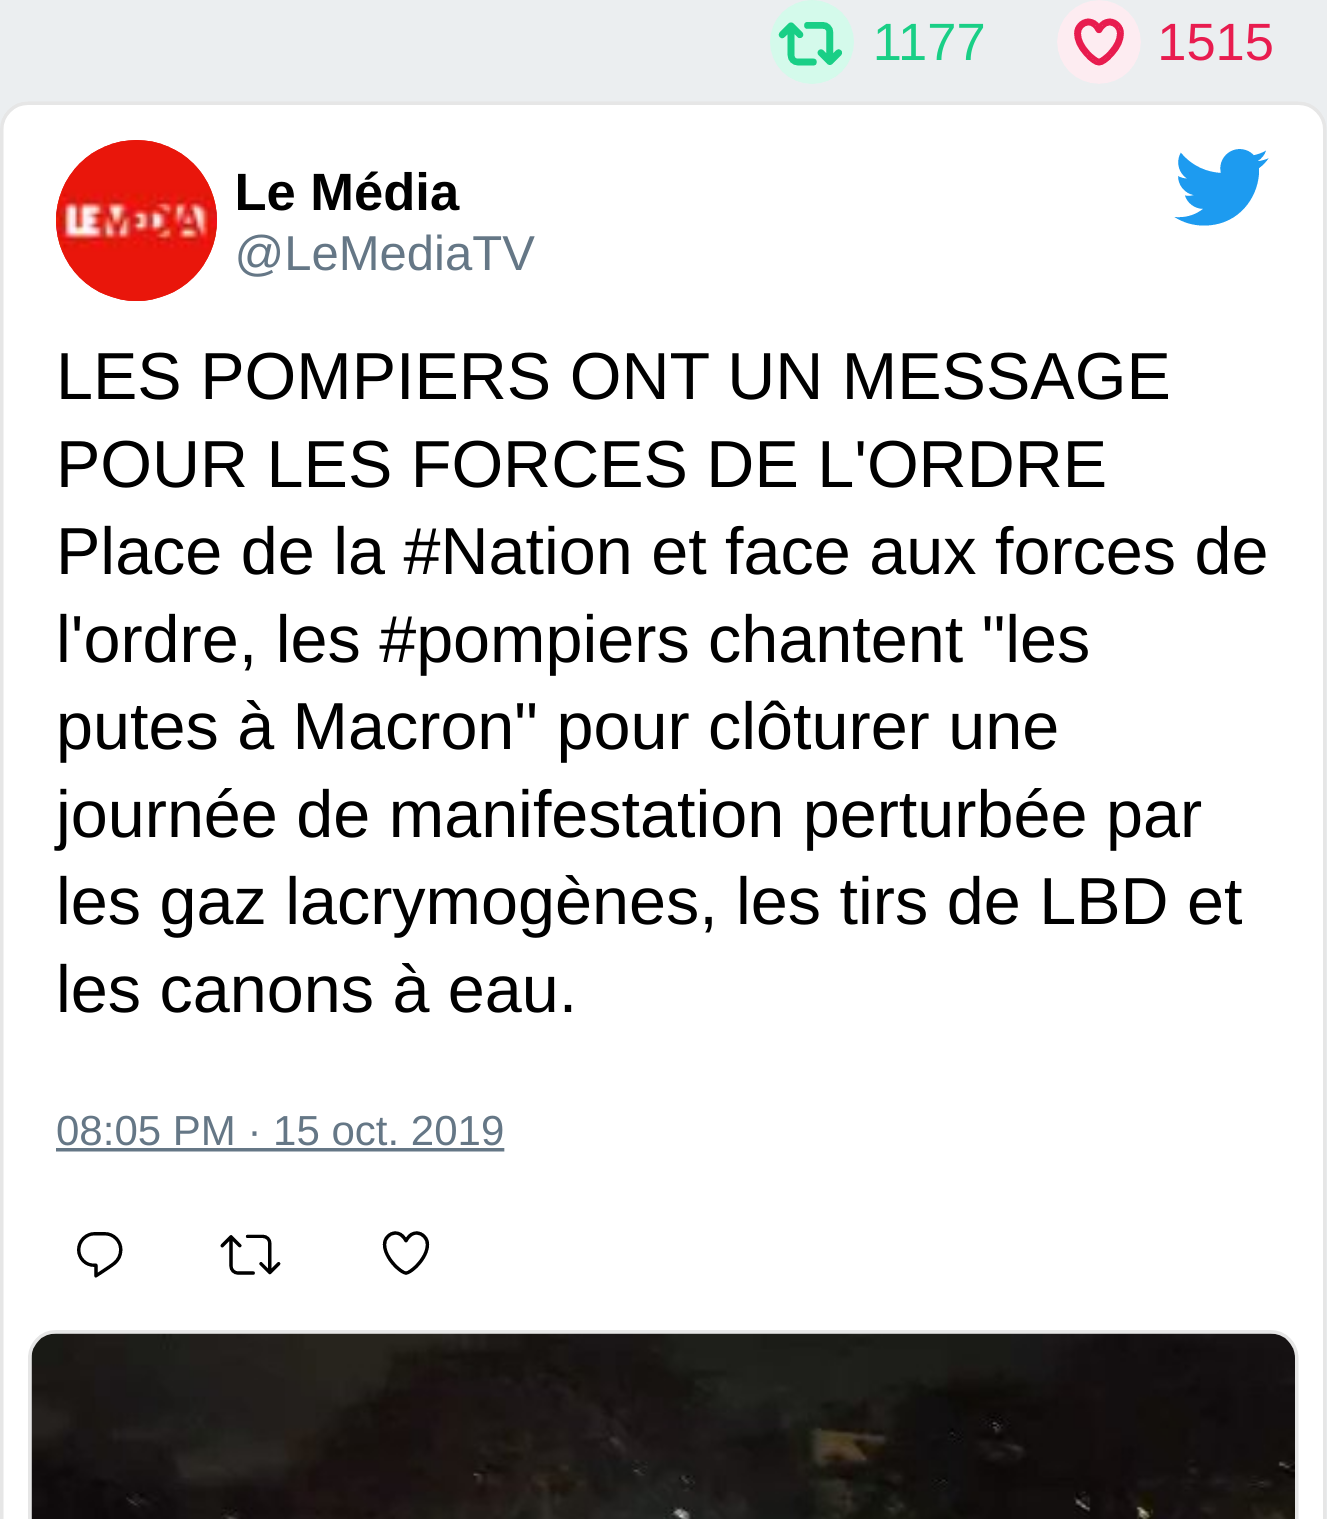 1177 1515
LE MEDIA
Le Média
@LeMediaTV
LES POMPIERS ONT UN MESSAGE
POUR LES FORCES DE L'ORDRE
Place de la #Nation et face aux forces de
l'ordre, les #pompiers chantent "les
putes à Macron" pour clôturer une
journée de manifestation perturbée par
les gaz lacrymogènes, les tirs de LBD et
les canons à eau.
08:05 PM · 15 oct. 2019